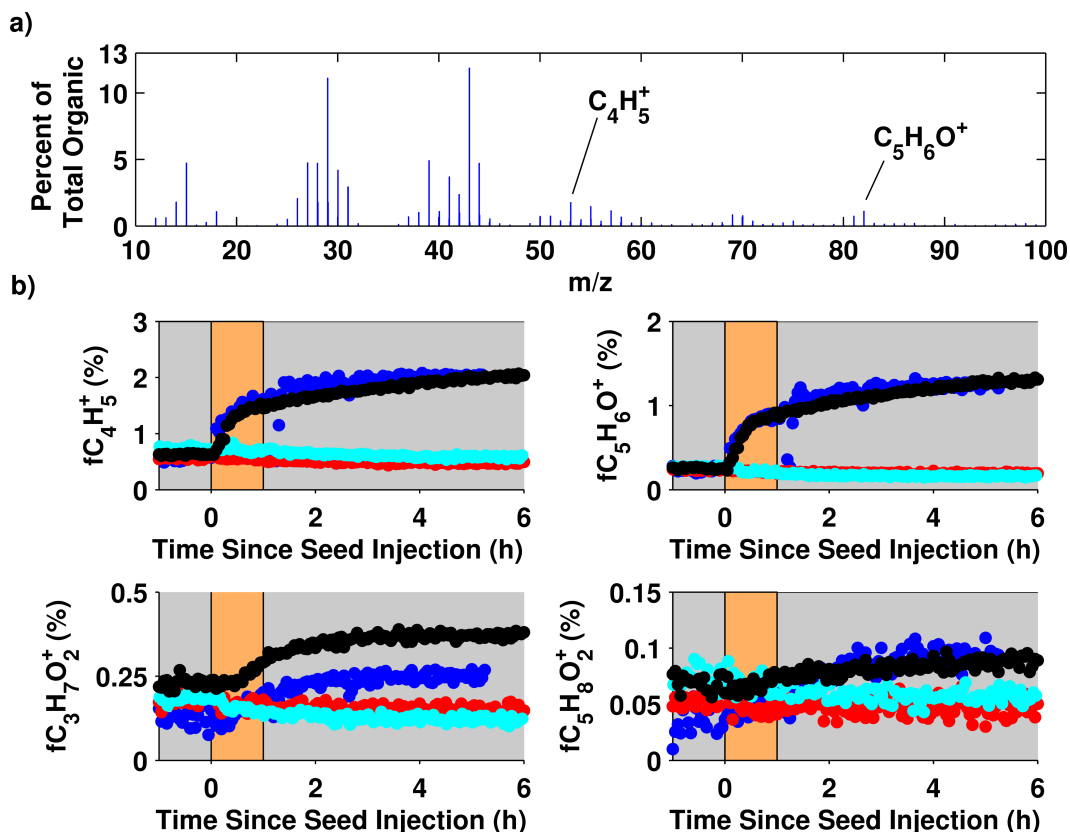 a)
Percent of
Total Organic
13
10
5
0
C4H5+
C5H6O+
10 20 30 40 50 60 70 80 90 100
m/z
b)
fC4H5+ (%)
3
2
1
0
0 2 4 6
Time Since Seed Injection (h)
fC5H6O+ (%)
2
1
0
0 2 4 6
Time Since Seed Injection (h)
fC3H7O2+ (%)
0.5
0.25
0
0 2 4 6
Time Since Seed Injection (h)
fC5H8O2+ (%)
0.15
0.1
0.05
0
0 2 4 6
Time Since Seed Injection (h)